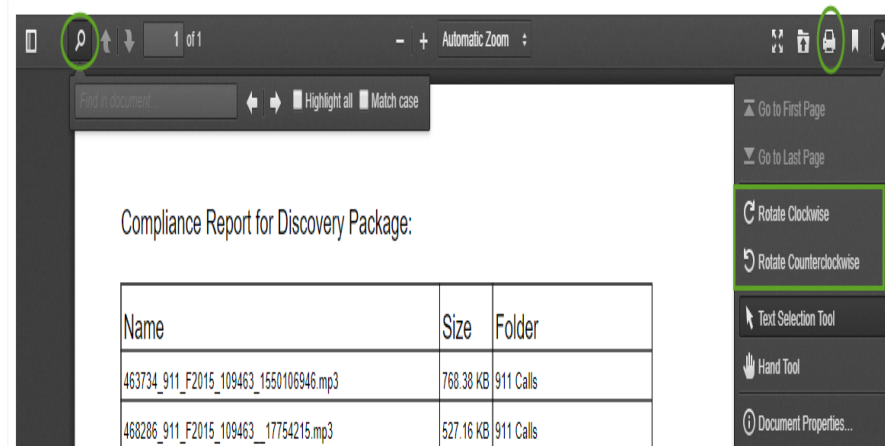 1 of 1
Automatic Zoom
Find in document...
Highlight all Match case
Go to First Page
Go to Last Page
Rotate Clockwise
Rotate Counterclockwise
Text Selection Tool
Hand Tool
Document Properties...
Compliance Report for Discovery Package:
Name Size Folder
463734_911_F2015_109463_1550106946.mp3 768.38 KB 911 Calls
468286_911_F2015_109463__17754215.mp3 527.16 KB 911 Calls